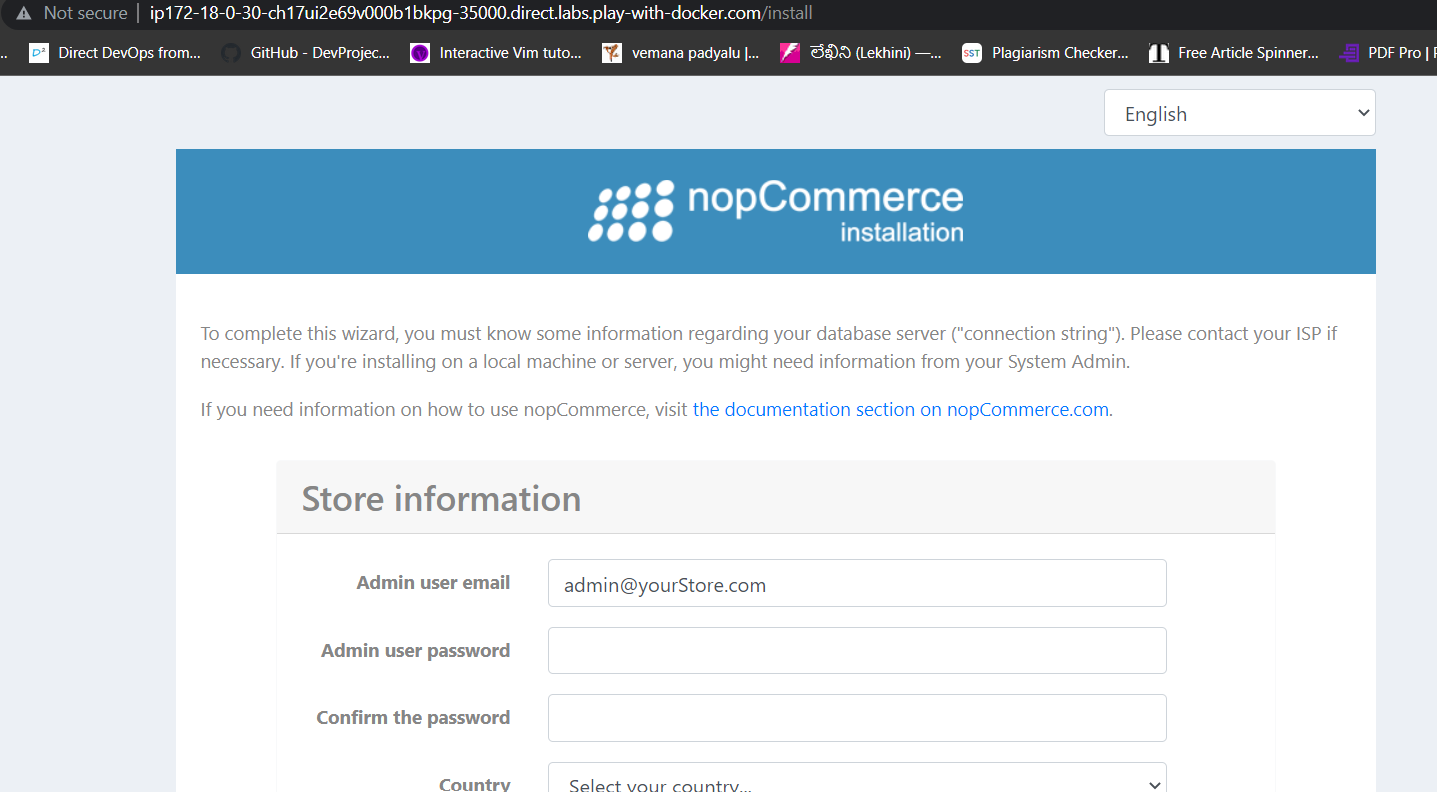 Not secure | ip172-18-0-30-ch17ui2e69v000b1bkpg-35000.direct.labs.play-with-docker.com/install
.. D² Direct DevOps from... GitHub - DevProjec... Interactive Vim tuto... vemana padyalu |... లేఖిని (Lekhini) —... SST Plagiarism Checker... T Free Article Spinner... PDF Pro |
English
nopCommerce
installation
To complete this wizard, you must know some information regarding your database server ("connection string"). Please contact your ISP if
necessary. If you're installing on a local machine or server, you might need information from your System Admin.
If you need information on how to use nopCommerce, visit the documentation section on nopCommerce.com.
Store information
Admin user email admin@yourStore.com
Admin user password
Confirm the password
Country Select your country...